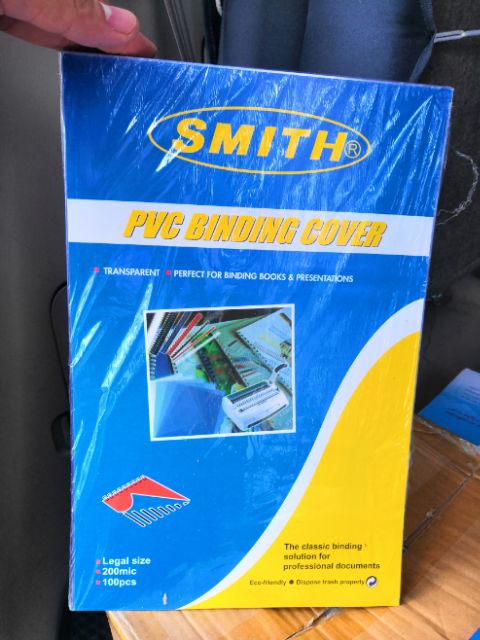 SMITH®
PVC BINDING COVER
TRANSPARENT PERFECT FOR BINDING BOOKS & PRESENTATIONS
Legal size
200mic
100pcs
The classic binding
solution for
professional documents
Eco-friendly ● Dispose trash properly